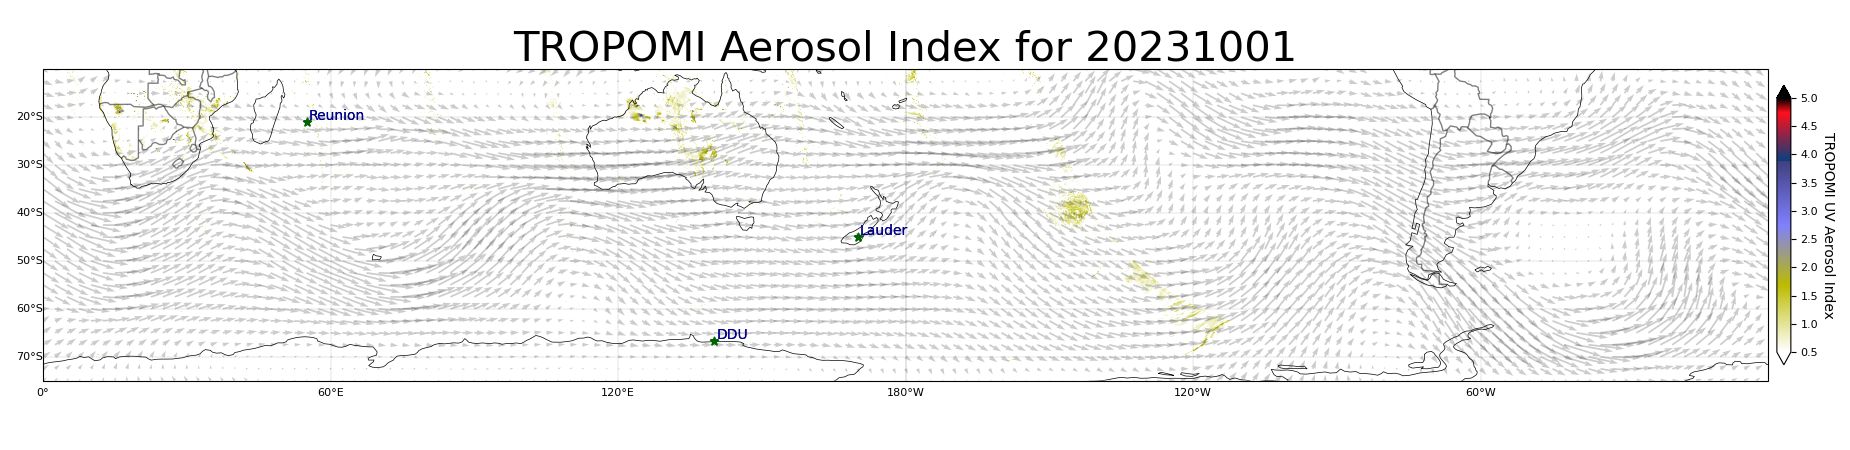 TROPOMI Aerosol Index for 20231001
Reunion
Lauder
DDU
20°S
30°S
40°S
50°S
60°S
70°S
0°
60°E
120°E
180°W
120°W
60°W
5.0
4.5
4.0
3.5
3.0
2.5
2.0
1.5
1.0
0.5
TROPOMI UV Aerosol Index